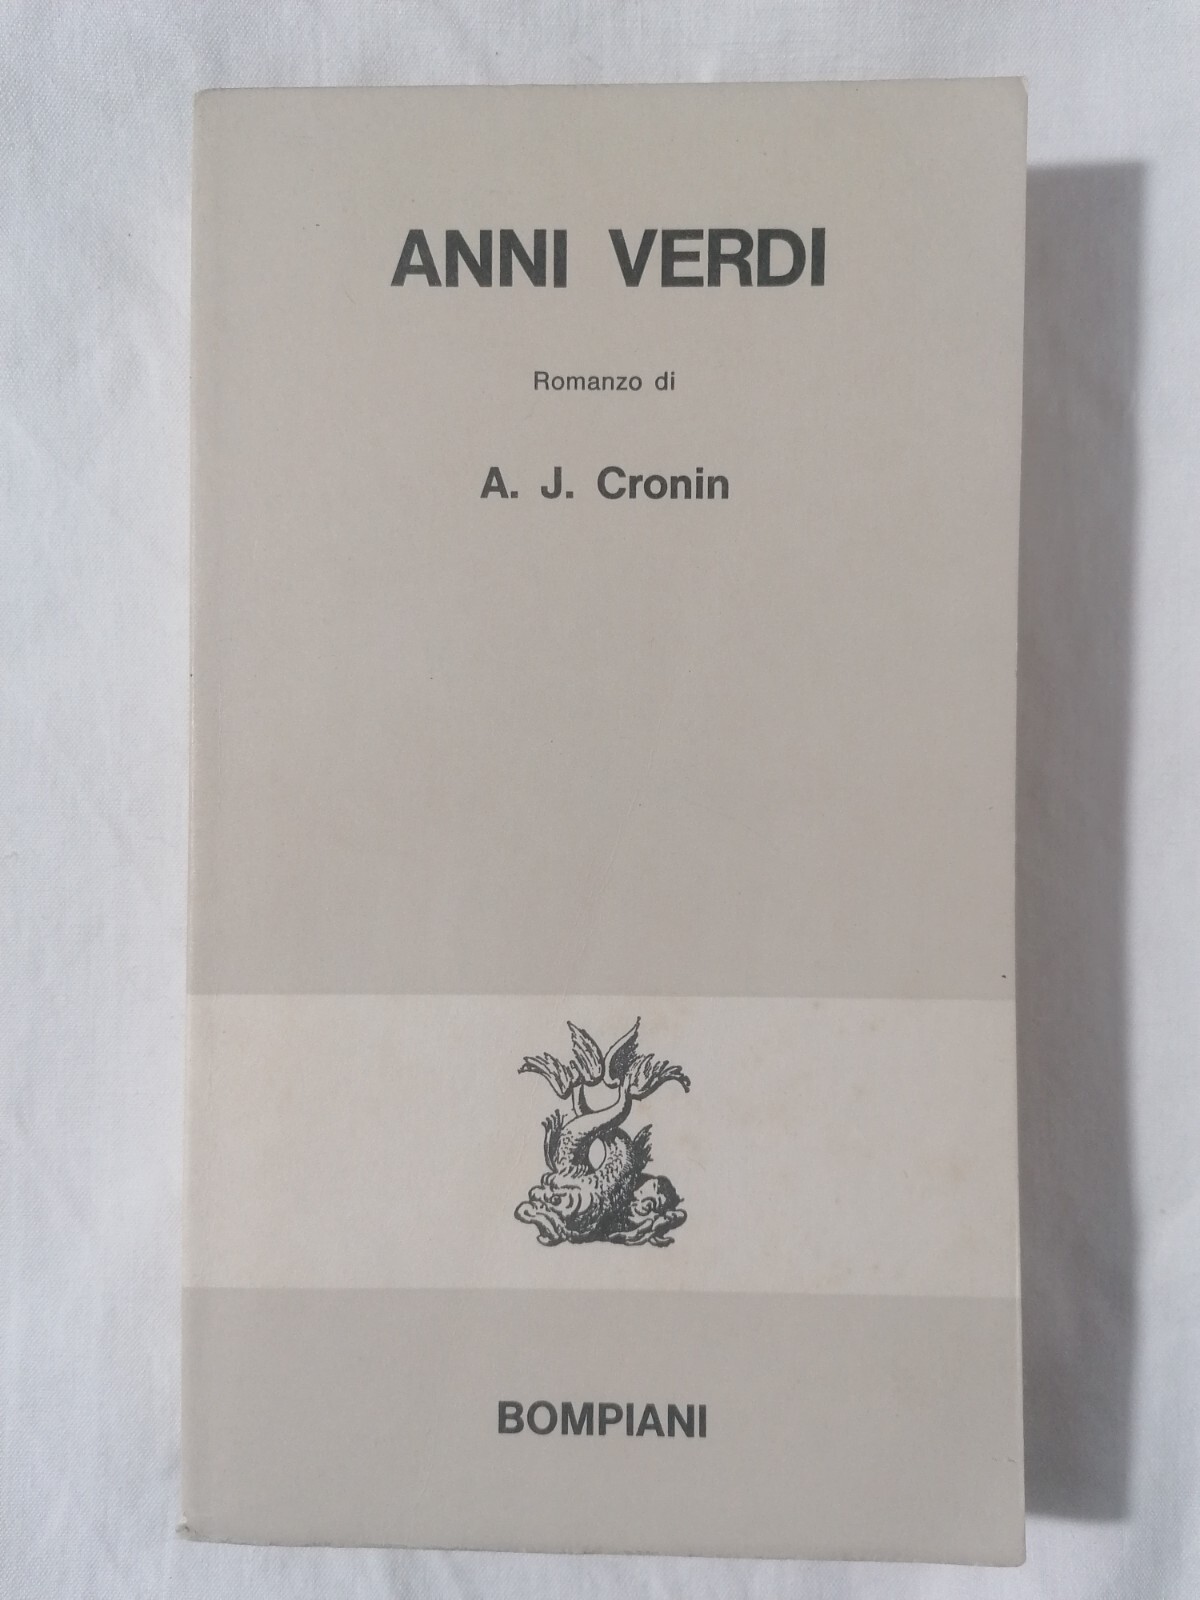 ANNI VERDI
Romanzo di
A. J. Cronin
BOMPIANI